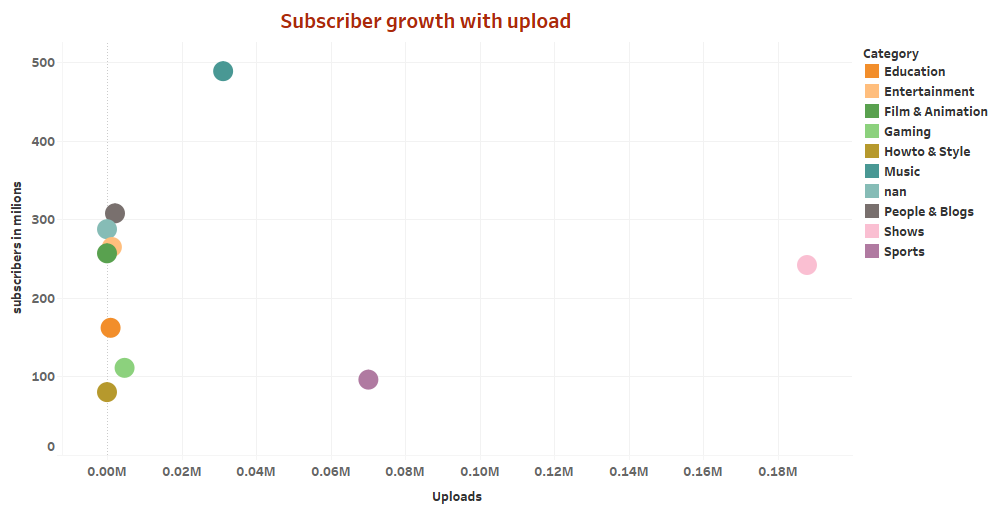 Subscriber growth with upload
subscribers in milions
500
400
300
200
100
0
0.00M 0.02M 0.04M 0.06M 0.08M 0.10M 0.12M 0.14M 0.16M 0.18M
Uploads
Category
Education
Entertainment
Film & Animation
Gaming
Howto & Style
Music
nan
People & Blogs
Shows
Sports